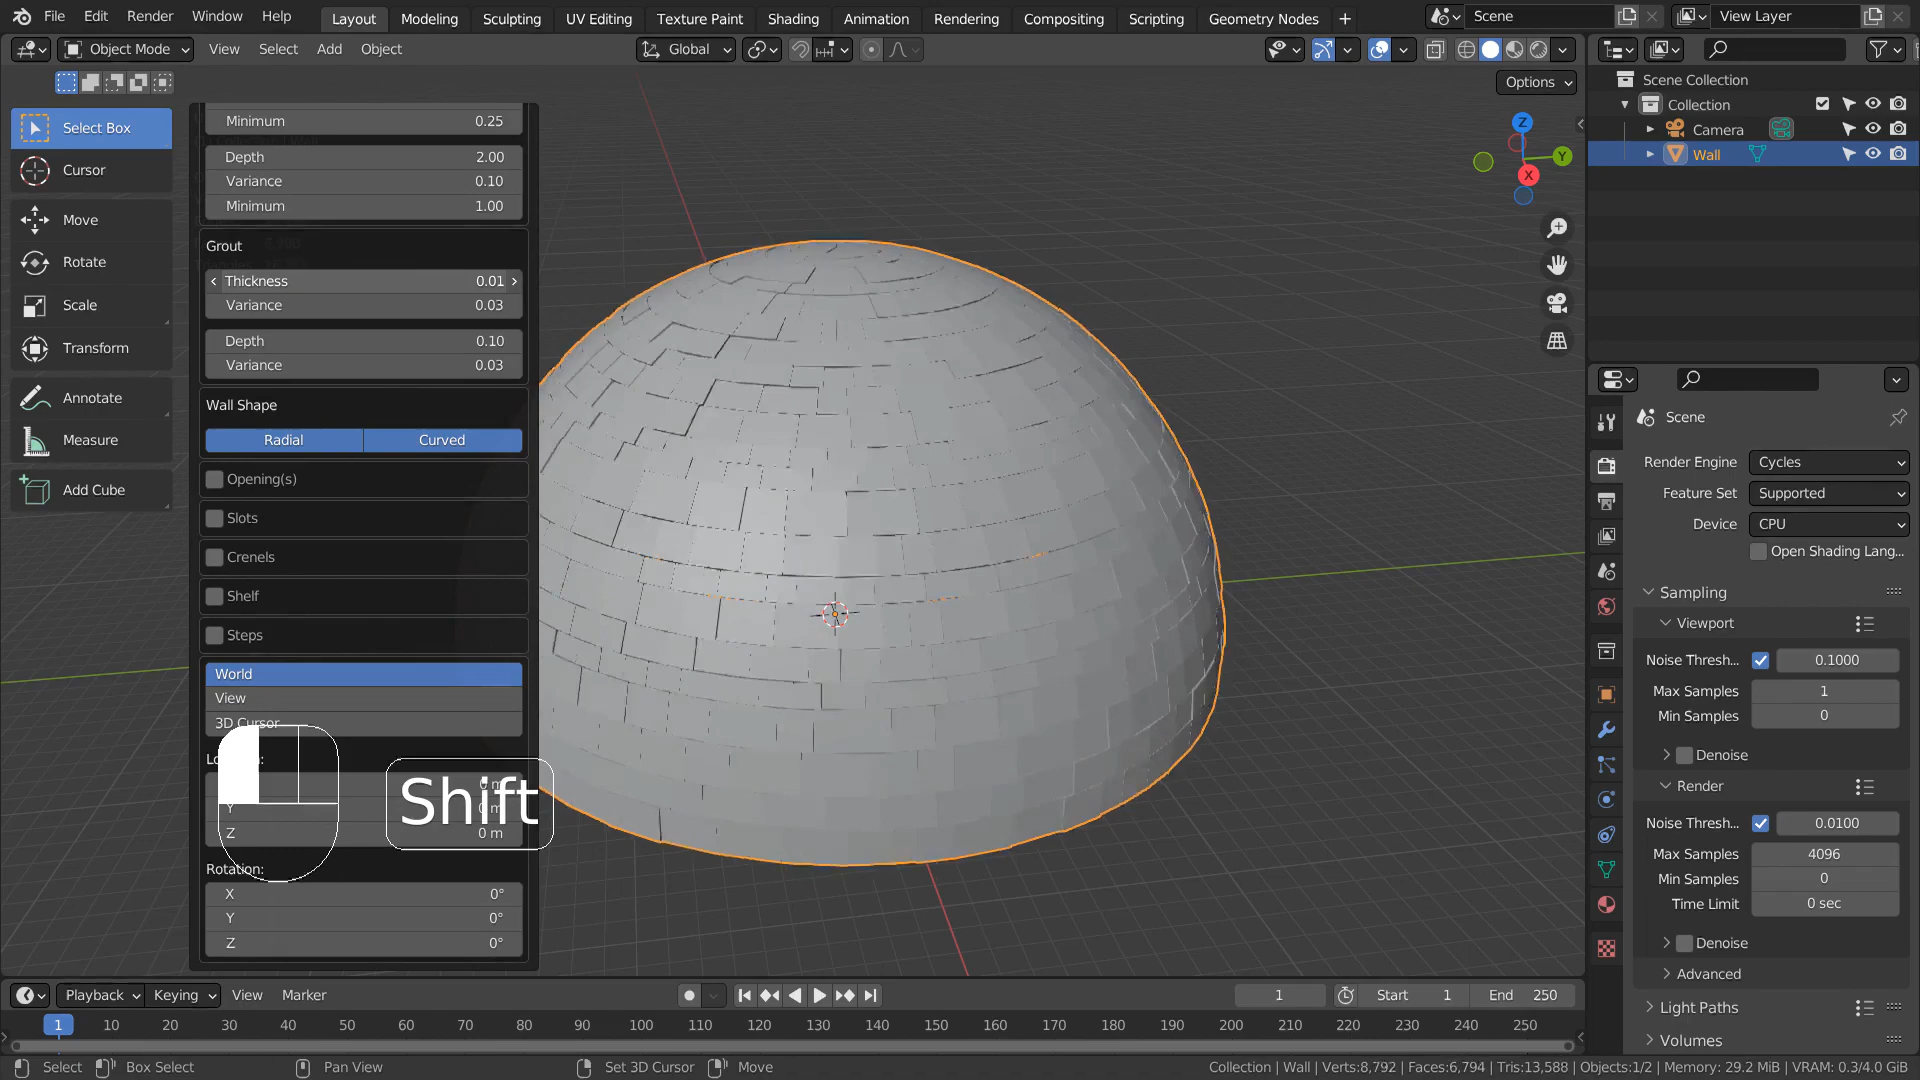 File Edit Render Window Help Layout Modeling Sculpting UV Editing Texture Paint Shading Animation Rendering Compositing Scripting Geometry Nodes + Scene View Layer
Object Mode View Select Add Object Global
Options
Select Box
Cursor
Move
Rotate
Scale
Transform
Annotate
Measure
Add Cube
Minimum 0.25
Depth 2.00
Variance 0.10
Minimum 1.00
Grout
Thickness 0.01
Variance 0.03
Depth 0.10
Variance 0.03
Wall Shape
Radial Curved
Opening(s)
Slots
Crenels
Shelf
Steps
World
View
3D Cursor
Shift
0 m
Y 0 m
Z 0 m
Rotation:
X 0°
Y 0°
Z 0°
Z
Y
X
Scene Collection
Collection
Camera
Wall
Scene
Render Engine Cycles
Feature Set Supported
Device CPU
Open Shading Lang...
Sampling
Viewport
Noise Thresh... 0.1000
Max Samples 1
Min Samples 0
Denoise
Render
Noise Thresh... 0.0100
Max Samples 4096
Min Samples 0
Time Limit 0 sec
Denoise
Advanced
Light Paths
Volumes
Playback Keying View Marker 1 Start 1 End 250
1 10 20 30 40 50 60 70 80 90 100 110 120 130 140 150 160 170 180 190 200 210 220 230 240 250
Select Box Select Pan View Set 3D Cursor Move Collection | Wall | Verts:8,792 | Faces:6,794 | Tris:13,588 | Objects:1/2 | Memory: 29.2 MiB | VRAM: 0.3/4.0 GiB